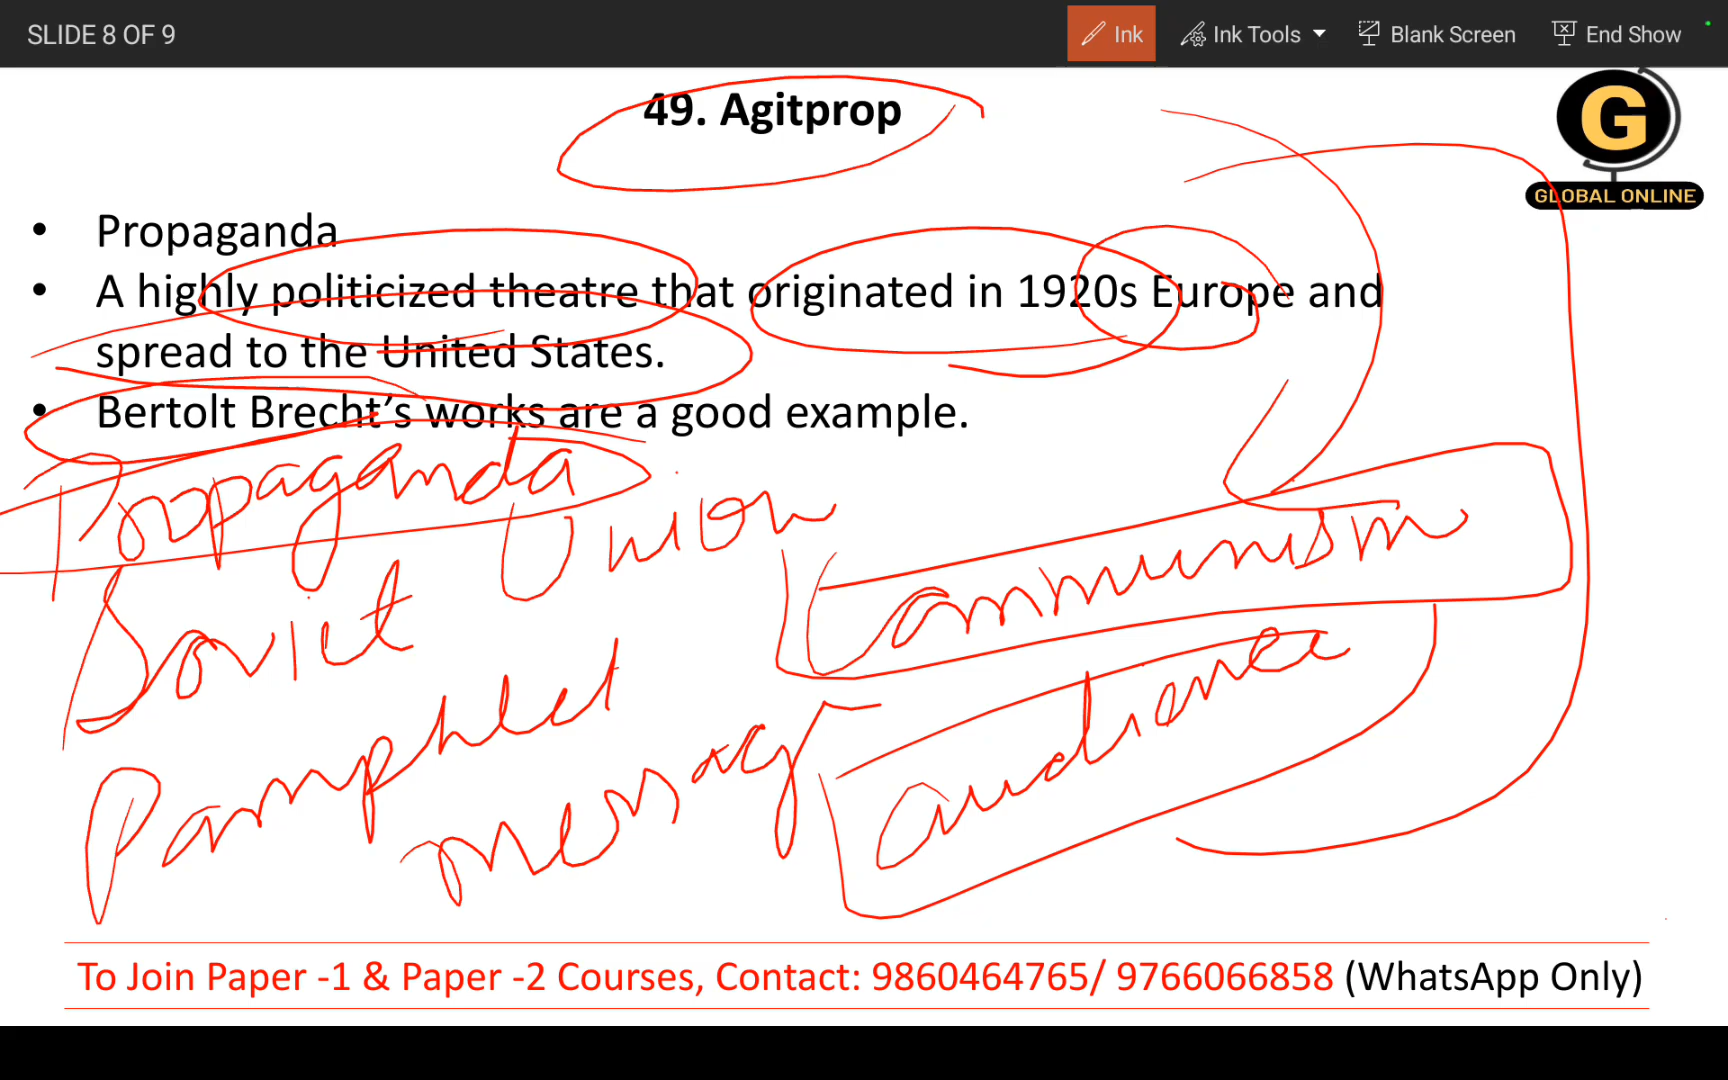 SLIDE 8 OF 9 Ink Ink Tools Blank Screen End Show
49. Agitprop
G
GLOBAL ONLINE
• Propaganda
• A highly politicized theatre that originated in 1920s Europe and
spread to the United States.
• Bertolt Brecht’s works are a good example.
Propaganda
Soviet Union
Communism
Pamphlet
message
audience
To Join Paper -1 & Paper -2 Courses, Contact: 9860464765/ 9766066858 (WhatsApp Only)